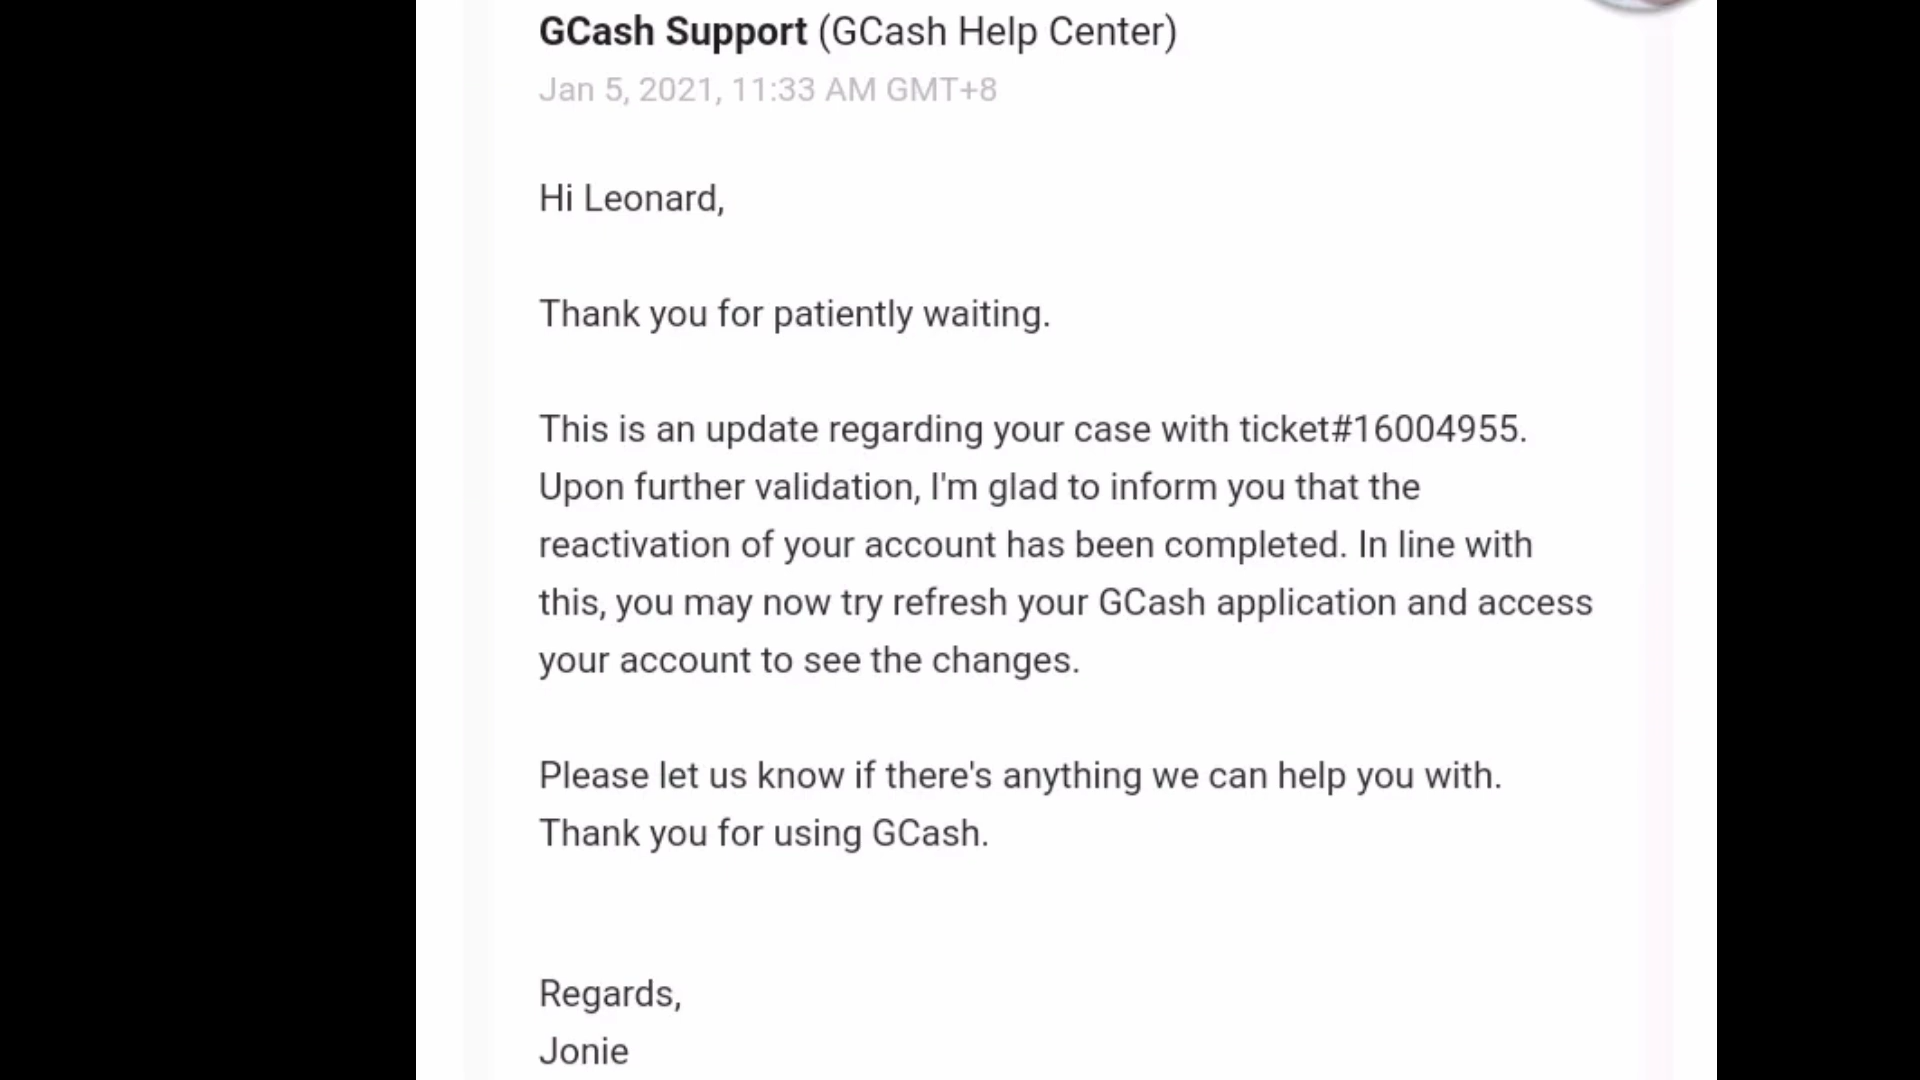 GCash Support (GCash Help Center)
Jan 5, 2021, 11:33 AM GMT+8
Hi Leonard,
Thank you for patiently waiting.
This is an update regarding your case with ticket#16004955.
Upon further validation, I'm glad to inform you that the
reactivation of your account has been completed. In line with
this, you may now try refresh your GCash application and access
your account to see the changes.
Please let us know if there's anything we can help you with.
Thank you for using GCash.
Regards,
Jonie